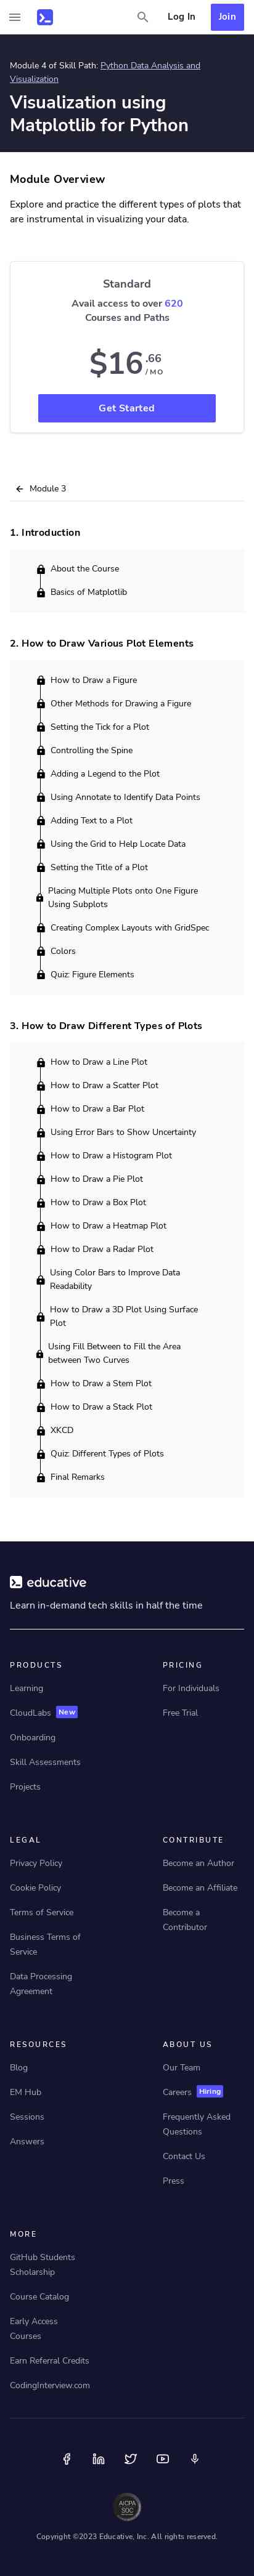 Log In
Join
Module 4 of Skill Path: Python Data Analysis and
Visualization
Visualization using
Matplotlib for Python
Module Overview
Explore and practice the different types of plots that
are instrumental in visualizing your data.
Standard
Avail access to over 620
Courses and Paths
$16.66
/ MO
Get Started
Module 3
1. Introduction
About the Course
Basics of Matplotlib
2. How to Draw Various Plot Elements
How to Draw a Figure
Other Methods for Drawing a Figure
Setting the Tick for a Plot
Controlling the Spine
Adding a Legend to the Plot
Using Annotate to Identify Data Points
Adding Text to a Plot
Using the Grid to Help Locate Data
Setting the Title of a Plot
Placing Multiple Plots onto One Figure
Using Subplots
Creating Complex Layouts with GridSpec
Colors
Quiz: Figure Elements
3. How to Draw Different Types of Plots
How to Draw a Line Plot
How to Draw a Scatter Plot
How to Draw a Bar Plot
Using Error Bars to Show Uncertainty
How to Draw a Histogram Plot
How to Draw a Pie Plot
How to Draw a Box Plot
How to Draw a Heatmap Plot
How to Draw a Radar Plot
Using Color Bars to Improve Data
Readability
How to Draw a 3D Plot Using Surface
Plot
Using Fill Between to Fill the Area
between Two Curves
How to Draw a Stem Plot
How to Draw a Stack Plot
XKCD
Quiz: Different Types of Plots
Final Remarks
educative
Learn in-demand tech skills in half the time
PRODUCTS
Learning
CloudLabs New
Onboarding
Skill Assessments
Projects
PRICING
For Individuals
Free Trial
LEGAL
Privacy Policy
Cookie Policy
Terms of Service
Business Terms of
Service
Data Processing
Agreement
CONTRIBUTE
Become an Author
Become an Affiliate
Become a
Contributor
RESOURCES
Blog
EM Hub
Sessions
Answers
ABOUT US
Our Team
Careers Hiring
Frequently Asked
Questions
Contact Us
Press
MORE
GitHub Students
Scholarship
Course Catalog
Early Access
Courses
Earn Referral Credits
CodingInterview.com
AICPA
SOC
Copyright ©2023 Educative, Inc. All rights reserved.